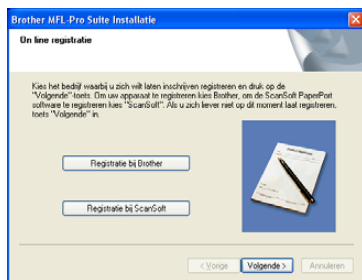 Brother MFL-Pro Suite Installatie
On line registratie
Kies het bedrijf waarbij u zich wilt laten inschrijven registreren en druk op de
"Volgende"-toets. Om uw apparaat te registreren kies Brother, om de ScanSoft PaperPort
software te registreren kies "ScanSoft". Als u zich liever niet op dit moment laat registreren,
toets "Volgende" in.
Registratie bij Brother
Registratie bij ScanSoft
< Vorige
Volgende >
Annuleren